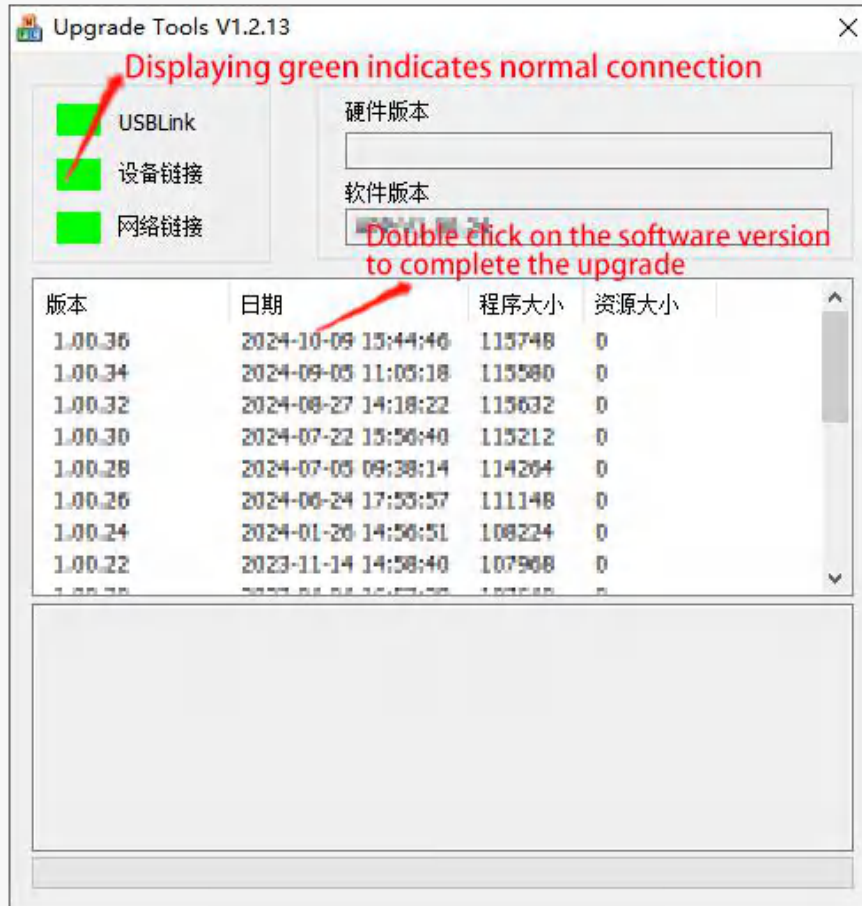 Upgrade Tools V1.2.13
Displaying green indicates normal connection
USBLink
设备链接
网络链接
硬件版本
软件版本
Double click on the software version
to complete the upgrade
版本 日期 程序大小 资源大小
1.00.36 2024-10-09 15:44:46 115748 0
1.00.34 2024-09-05 11:05:18 115580 0
1.00.32 2024-08-27 14:18:22 115632 0
1.00.30 2024-07-22 15:56:40 115212 0
1.00.28 2024-07-05 09:38:14 114264 0
1.00.26 2024-06-24 17:55:57 111148 0
1.00.24 2024-01-26 14:56:51 108224 0
1.00.22 2023-11-14 14:58:40 107968 0